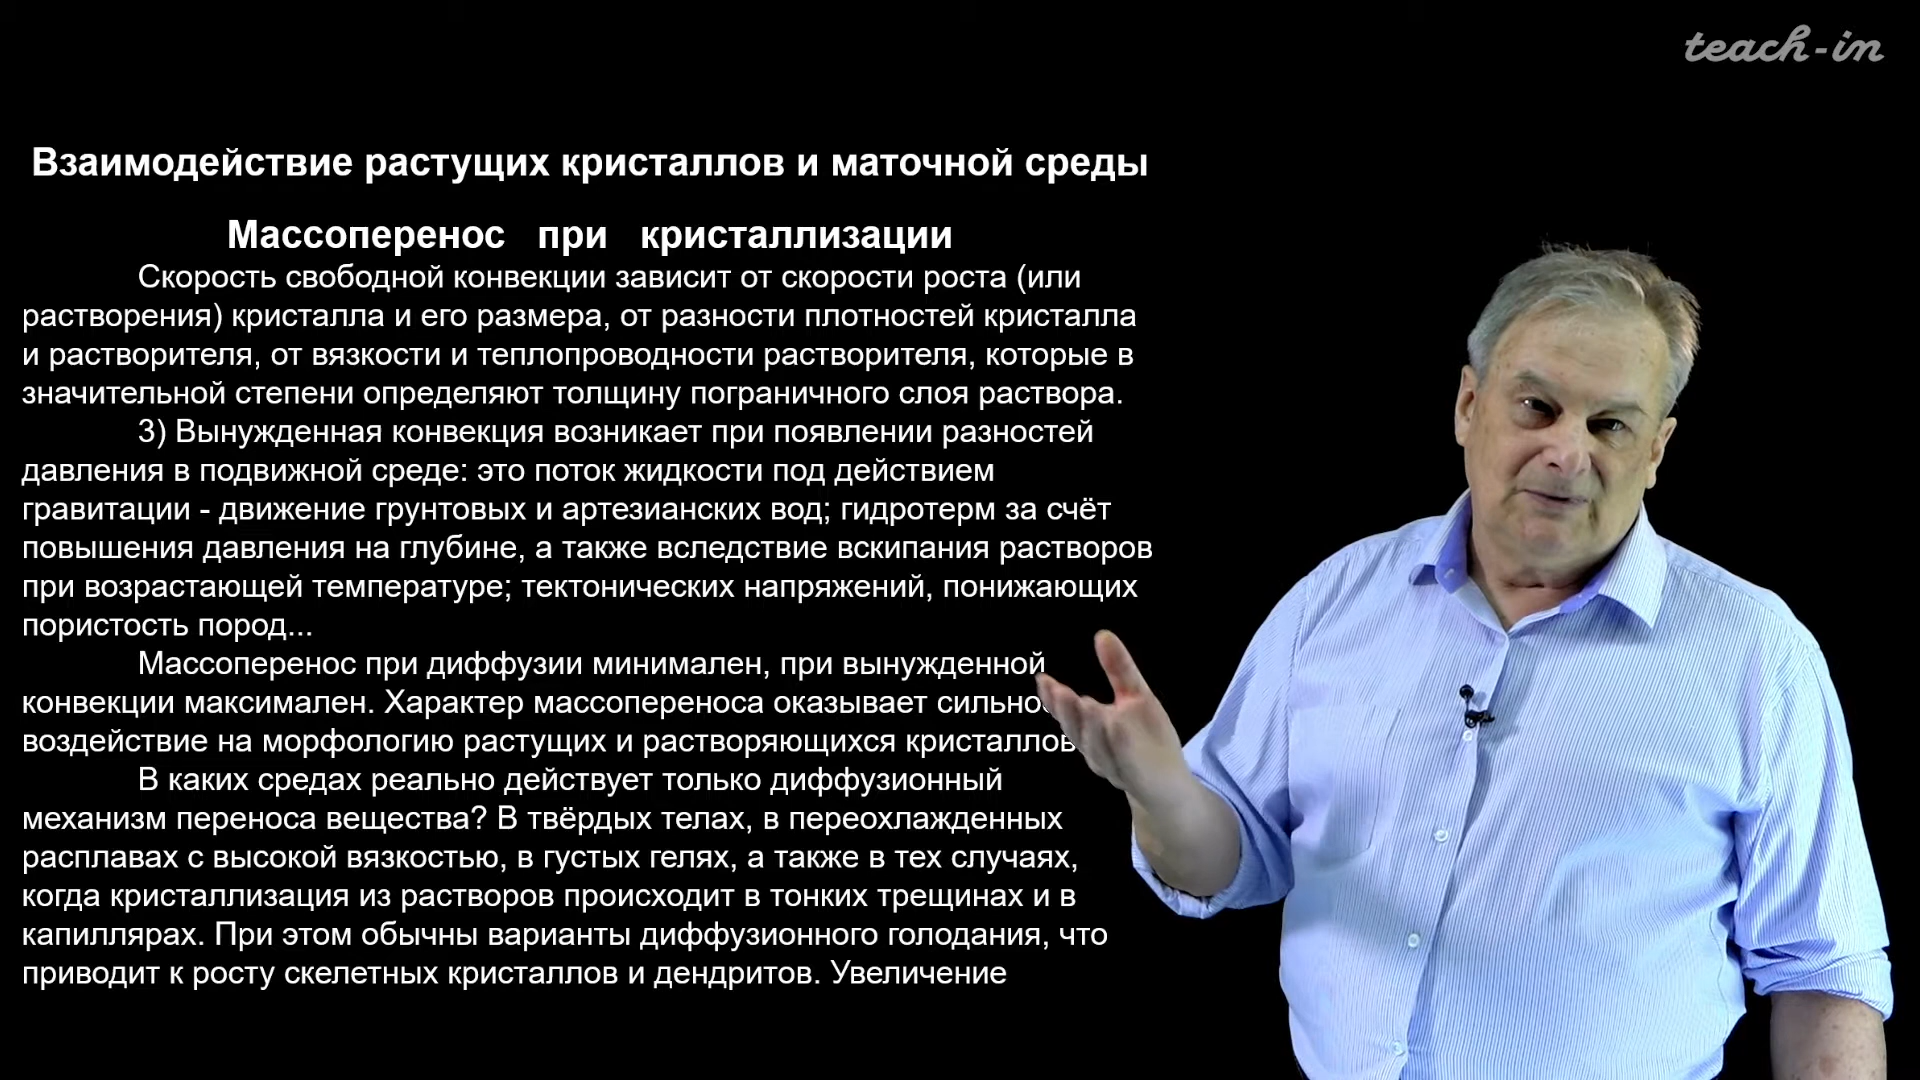 teach-in
Взаимодействие растущих кристаллов и маточной среды
Массоперенос при кристаллизации
Скорость свободной конвекции зависит от скорости роста (или
растворения) кристалла и его размера, от разности плотностей кристалла
и растворителя, от вязкости и теплопроводности растворителя, которые в
значительной степени определяют толщину пограничного слоя раствора.
3) Вынужденная конвекция возникает при появлении разностей
давления в подвижной среде: это поток жидкости под действием
гравитации - движение грунтовых и артезианских вод; гидротерм за счёт
повышения давления на глубине, а также вследствие вскипания растворов
при возрастающей температуре; тектонических напряжений, понижающих
пористость пород...
Массоперенос при диффузии минимален, при вынужденной
конвекции максимален. Характер массопереноса оказывает
воздействие на морфологию растущих и растворяющихся кристаллов
В каких средах реально действует только диффузионный
механизм переноса вещества? В твёрдых телах, в переохлажденных
расплавах с высокой вязкостью, в густых гелях, а также в тех случаях,
когда кристаллизация из растворов происходит в тонких трещинах и в
капиллярах. При этом обычны варианты диффузионного голодания, что
приводит к росту скелетных кристаллов и дендритов. Увеличение